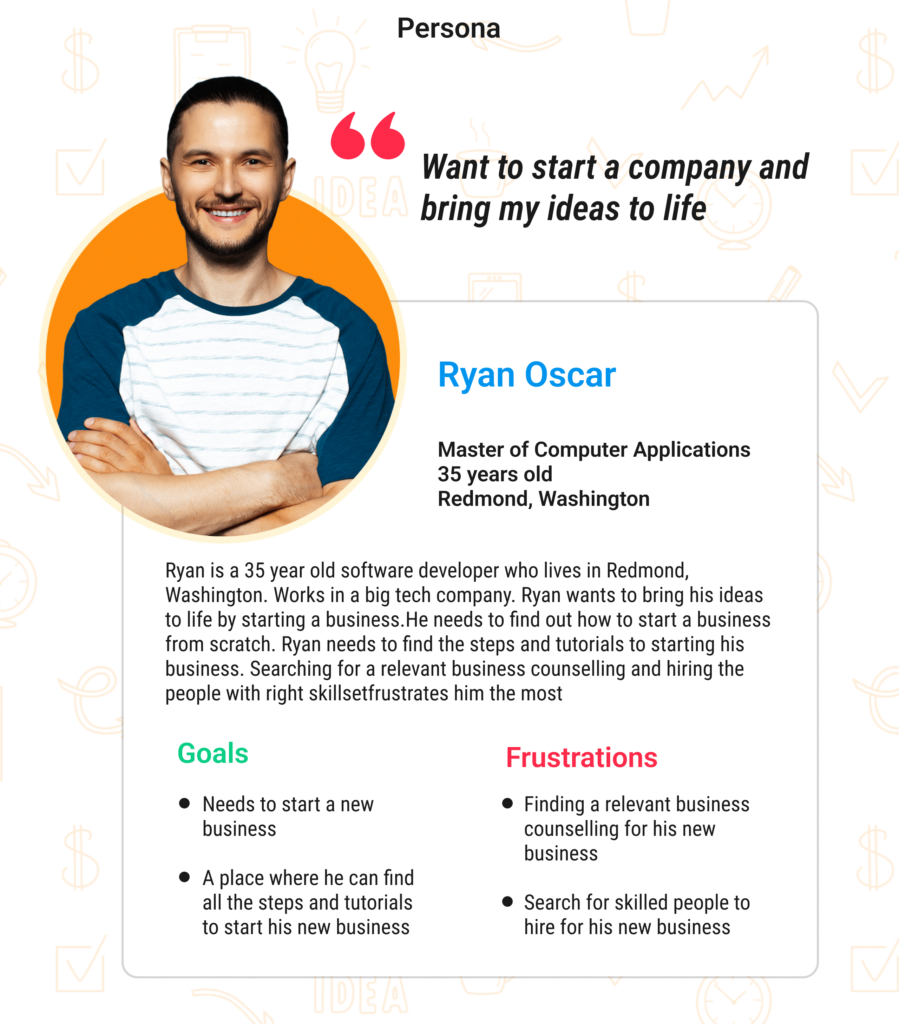 Persona
Want to start a company and
bring my ideas to life
IDEA
Ryan Oscar
Master of Computer Applications
35 years old
Redmond, Washington
Ryan is a 35 year old software developer who lives in Redmond,
Washington. Works in a big tech company. Ryan wants to bring his ideas
to life by starting a business.He needs to find out how to start a business
from scratch. Ryan needs to find the steps and tutorials to starting his
business. Searching for a relevant business counselling and hiring the
people with right skillsetfrustrates him the most
Goals
Needs to start a new
business
A place where he can find
all the steps and tutorials
to start his new business
Frustrations
Finding a relevant business
counselling for his new
business
Search for skilled people to
hire for his new business
IDEA